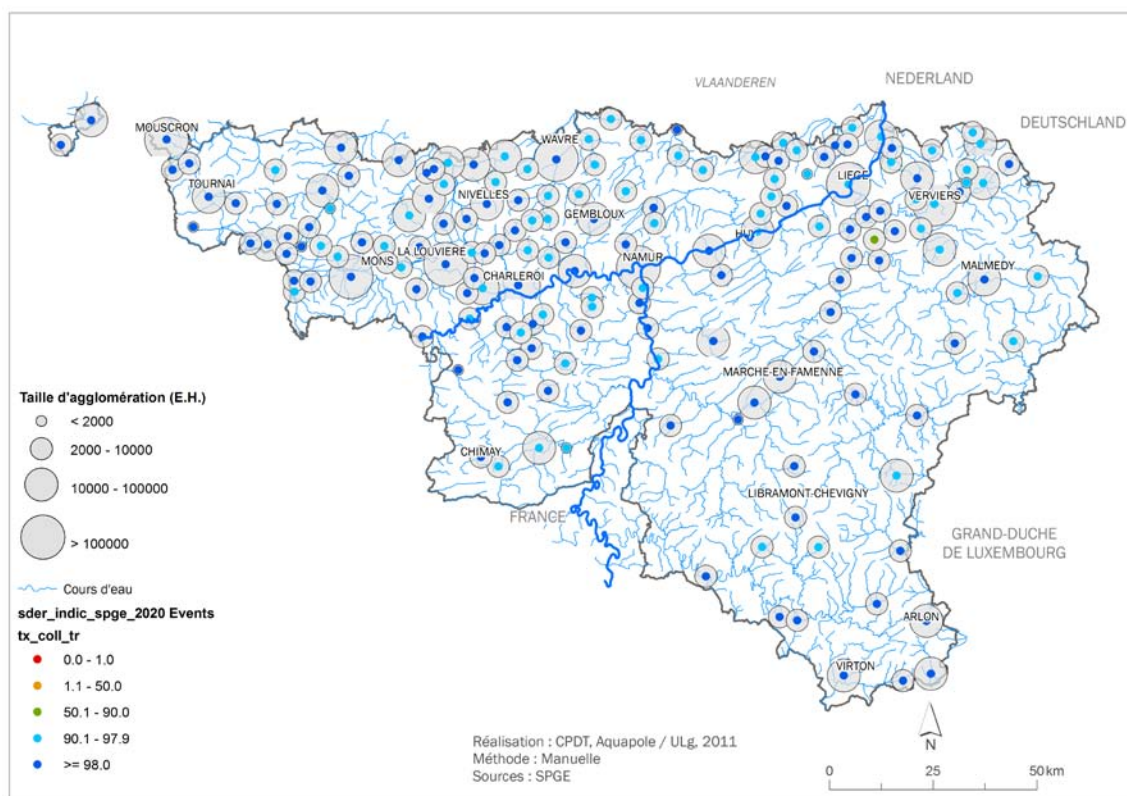 VLAANDEREN
NEDERLAND
DEUTSCHLAND
MOUSCRON
WAVRE
TOURNAI
LIEGE
NIVELLES
VERVIERS
GEMBLOUX
HUY
LA LOUVIERE
MONS
NAMUR
CHARLEROI
MALMEDY
MARCHE-EN-FAMENNE
CHIMAY
LIBRAMONT-CHEVIGNY
FRANCE
GRAND-DUCHE
DE LUXEMBOURG
ARLON
VIRTON
Taille d'agglomération (E.H.)
< 2000
2000 - 10000
10000 - 100000
> 100000
Cours d'eau
sder_indic_spge_2020 Events
tx_coll_tr
0.0 - 1.0
1.1 - 50.0
50.1 - 90.0
90.1 - 97.9
>= 98.0
Réalisation : CPDT, Aquapole / ULg, 2011
Méthode : Manuelle
Sources : SPGE
N
0 25 50 km